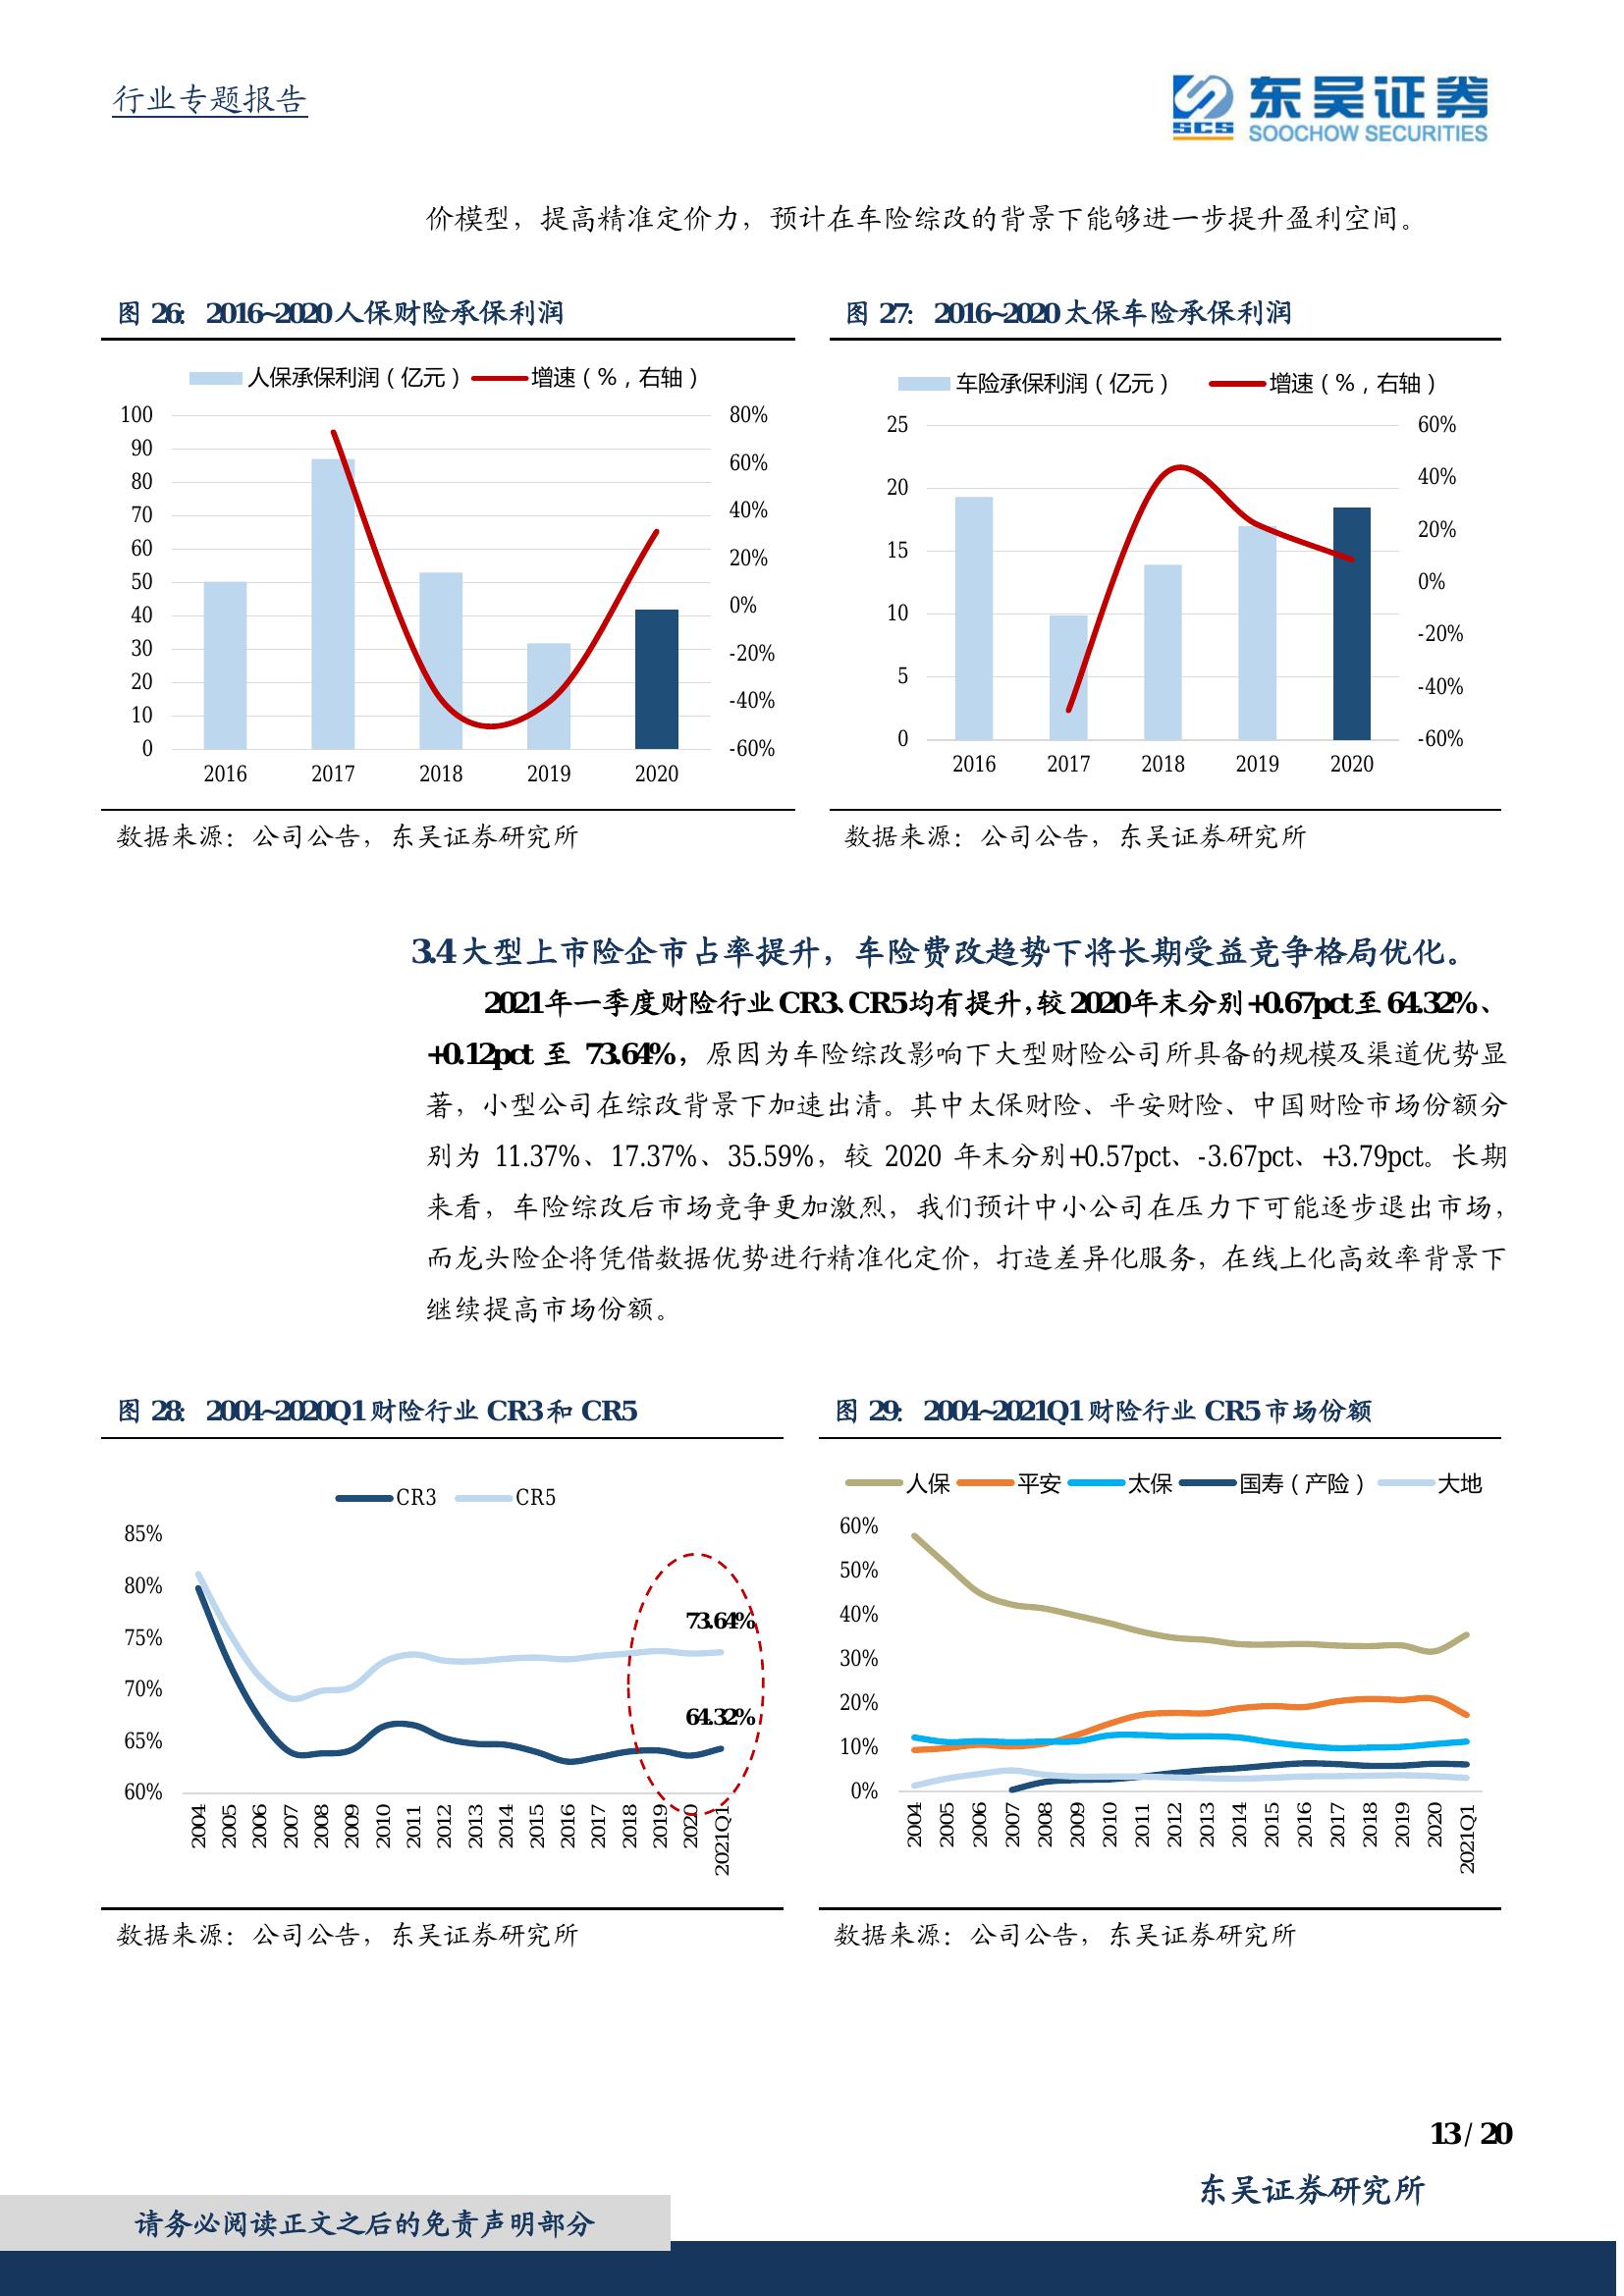 行业专题报告
SCS 东吴证券
SOOCHOW SECURITIES
价模型，提高精准定价力，预计在车险综改的背景下能够进一步提升盈利空间。
图 26： 2016~2020 人保财险承保利润
人保承保利润（亿元） 增速（%，右轴）
100
90
80
70
60
50
40
30
20
10
0
80%
60%
40%
20%
0%
-20%
-40%
-60%
2016 2017 2018 2019 2020
数据来源：公司公告，东吴证券研究所
图 27： 2016~2020 太保车险承保利润
车险承保利润（亿元） 增速（%，右轴）
25
20
15
10
5
0
60%
40%
20%
0%
-20%
-40%
-60%
2016 2017 2018 2019 2020
数据来源：公司公告，东吴证券研究所
3.4 大型上市险企市占率提升，车险费改趋势下将长期受益竞争格局优化。
2021 年一季度财险行业 CR3、CR5 均有提升，较 2020 年末分别+0.67pct 至 64.32%、
+0.12pct 至 73.64%，原因为车险综改影响下大型财险公司所具备的规模及渠道优势显
著，小型公司在综改背景下加速出清。其中太保财险、平安财险、中国财险市场份额分
别为 11.37%、17.37%、35.59%，较 2020 年末分别+0.57pct、-3.67pct、+3.79pct。长期
来看，车险综改后市场竞争更加激烈，我们预计中小公司在压力下可能逐步退出市场，
而龙头险企将凭借数据优势进行精准化定价，打造差异化服务，在线上化高效率背景下
继续提高市场份额。
图 28： 2004~2020Q1 财险行业 CR3 和 CR5
CR3 CR5
85%
80%
75%
70%
65%
60%
73.64%
64.32%
2004 2005 2006 2007 2008 2009 2010 2011 2012 2013 2014 2015 2016 2017 2018 2019 2020 2021Q1
数据来源：公司公告，东吴证券研究所
图 29： 2004~2021Q1 财险行业 CR5 市场份额
人保 平安 太保 国寿（产险） 大地
60%
50%
40%
30%
20%
10%
0%
2004 2005 2006 2007 2008 2009 2010 2011 2012 2013 2014 2015 2016 2017 2018 2019 2020 2021Q1
数据来源：公司公告，东吴证券研究所
13 / 20
东吴证券研究所
请务必阅读正文之后的免责声明部分